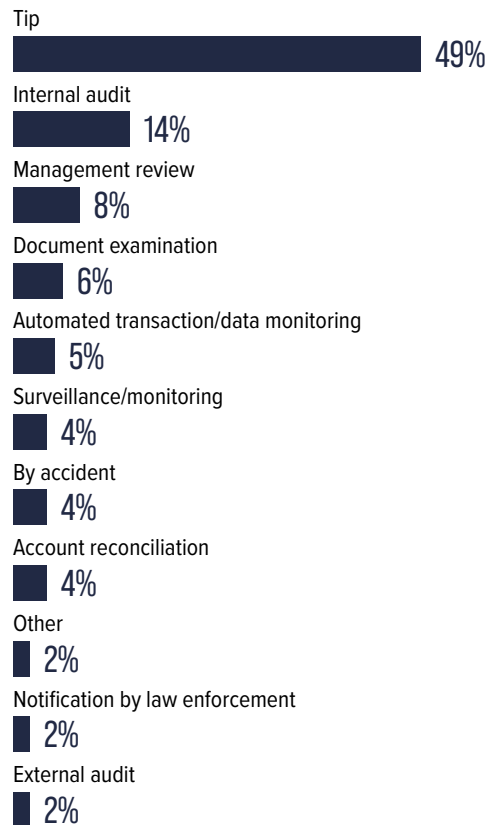 Tip
49%
Internal audit
14%
Management review
8%
Document examination
6%
Automated transaction/data monitoring
5%
Surveillance/monitoring
4%
By accident
4%
Account reconciliation
4%
Other
2%
Notification by law enforcement
2%
External audit
2%